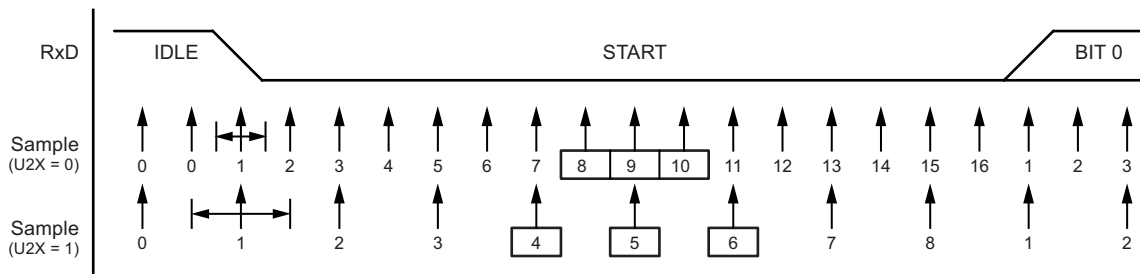 RxD IDLE START BIT 0
Sample
(U2X = 0)
0 0 1 2 3 4 5 6 7 8 9 10 11 12 13 14 15 16 1 2 3
Sample
(U2X = 1)
0 1 2 3 4 5 6 7 8 1 2